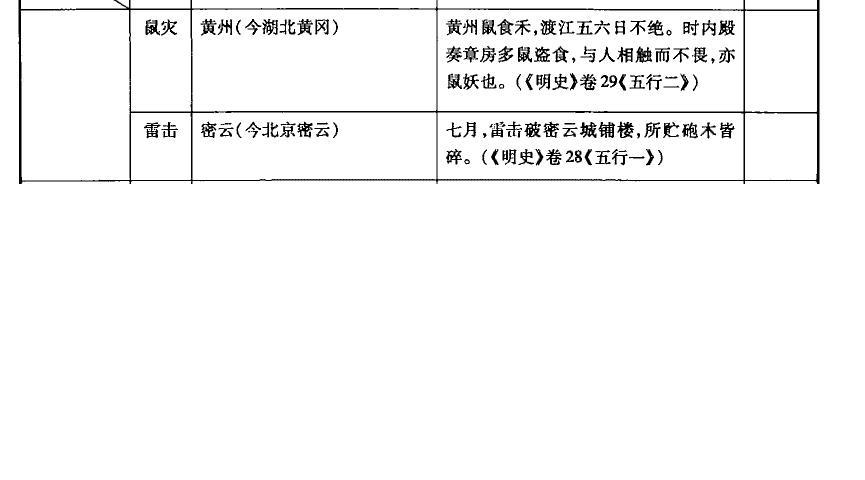 鼠灾 黄州(今湖北黄冈) 黄州鼠食禾,渡江五六日不绝。时内殿
奏章房多鼠盗食,与人相触而不畏,亦
鼠妖也。(《明史》卷29《五行二》)
雷击 密云(今北京密云) 七月,雷击破密云城铺楼,所贮砲木皆
碎。(《明史》卷28《五行一》)